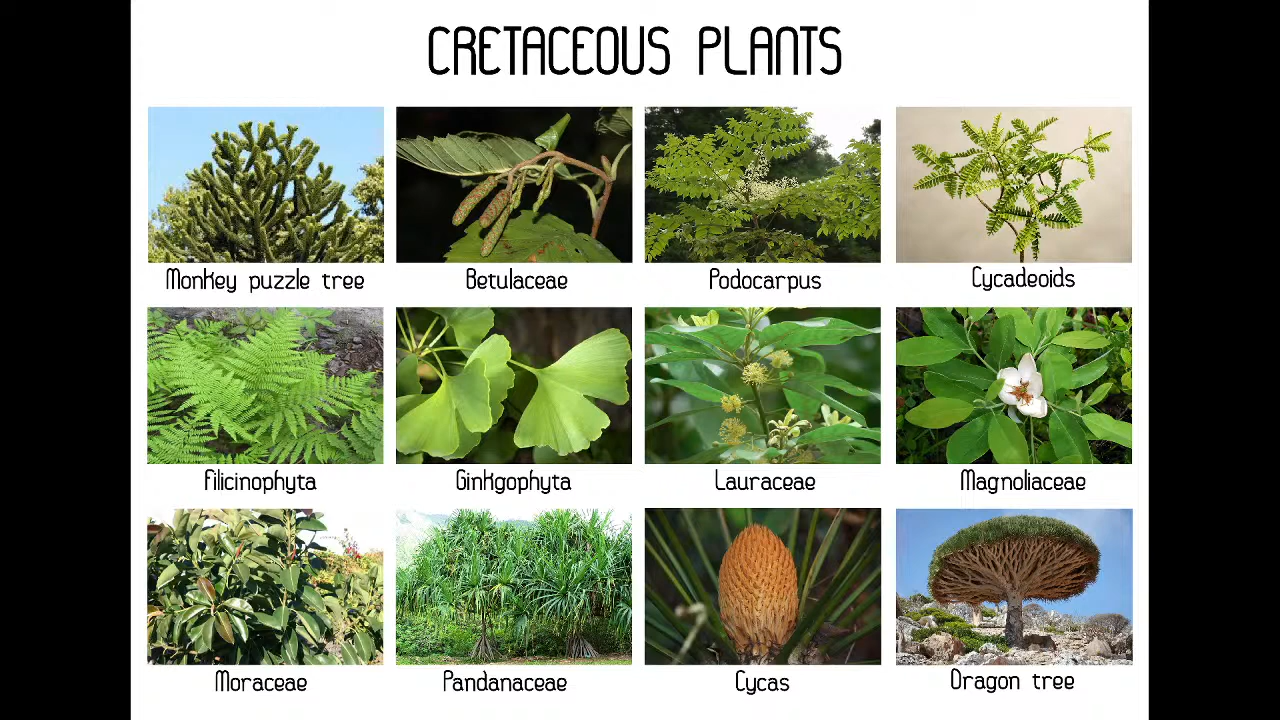 CRETACEOUS PLANTS
Monkey puzzle tree
Betulaceae
Podocarpus
Cycadeoids
Filicinophyta
Ginkgophyta
Lauraceae
Magnoliaceae
Moraceae
Pandanaceae
Cycas
Dragon tree